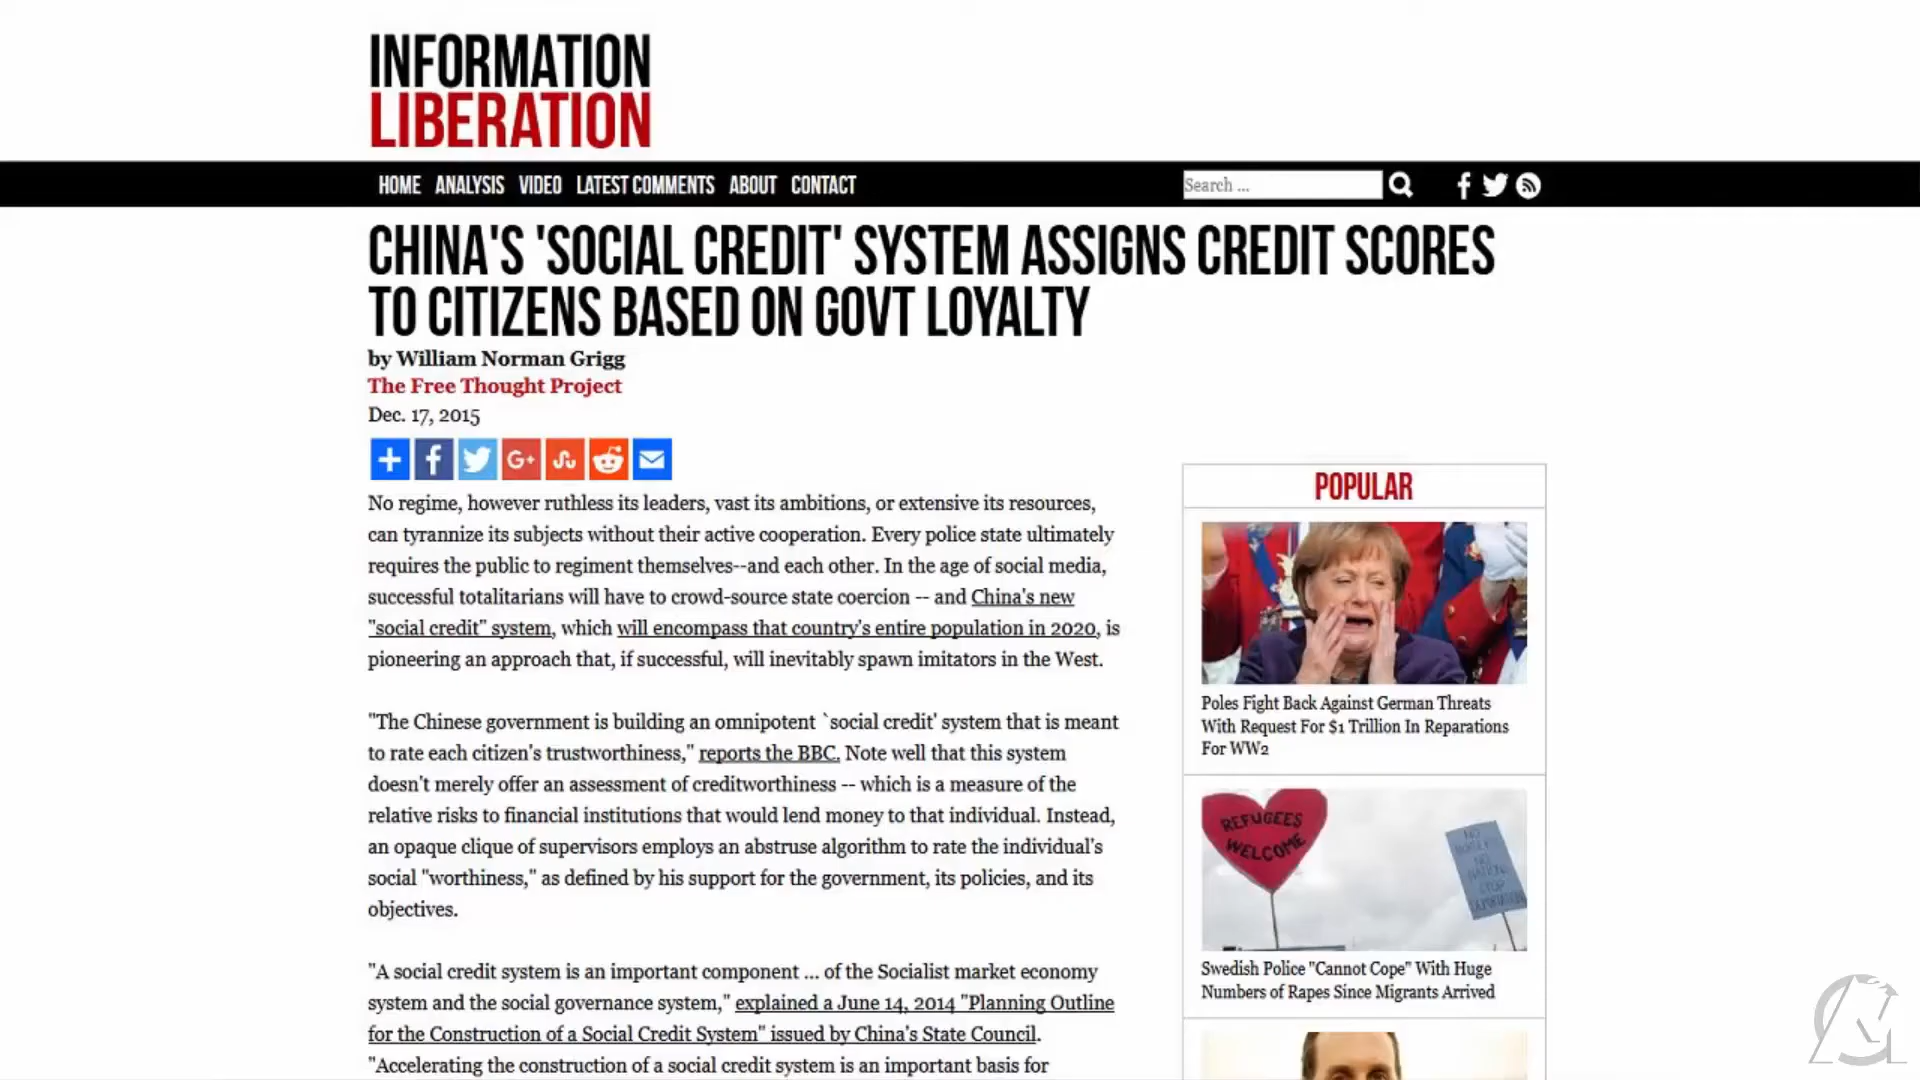 INFORMATION
LIBERATION
HOME ANALYSIS VIDEO LATEST COMMENTS ABOUT CONTACT
Search ...
CHINA'S 'SOCIAL CREDIT' SYSTEM ASSIGNS CREDIT SCORES
TO CITIZENS BASED ON GOVT LOYALTY
by William Norman Grigg
The Free Thought Project
Dec. 17, 2015
G+
No regime, however ruthless its leaders, vast its ambitions, or extensive its resources,
can tyrannize its subjects without their active cooperation. Every police state ultimately
requires the public to regiment themselves--and each other. In the age of social media,
successful totalitarians will have to crowd-source state coercion -- and China's new
"social credit" system, which will encompass that country's entire population in 2020, is
pioneering an approach that, if successful, will inevitably spawn imitators in the West.
"The Chinese government is building an omnipotent `social credit' system that is meant
to rate each citizen's trustworthiness," reports the BBC. Note well that this system
doesn't merely offer an assessment of creditworthiness -- which is a measure of the
relative risks to financial institutions that would lend money to that individual. Instead,
an opaque clique of supervisors employs an abstruse algorithm to rate the individual's
social "worthiness," as defined by his support for the government, its policies, and its
objectives.
"A social credit system is an important component ... of the Socialist market economy
system and the social governance system," explained a June 14, 2014 "Planning Outline
for the Construction of a Social Credit System" issued by China's State Council.
"Accelerating the construction of a social credit system is an important basis for
POPULAR
Poles Fight Back Against German Threats
With Request For $1 Trillion In Reparations
For WW2
REFUGEES
WELCOME
NO
NO
NATION
STOP
Swedish Police "Cannot Cope" With Huge
Numbers of Rapes Since Migrants Arrived